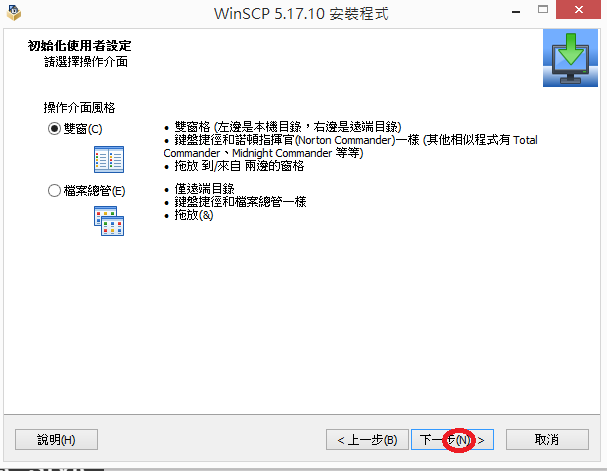 WinSCP 5.17.10 安裝程式
初始化使用者設定
請選擇操作介面
操作介面風格
雙窗(C)
• 雙窗格 (左邊是本機目錄，右邊是遠端目錄)
• 鍵盤捷徑和諾頓指揮官(Norton Commander)一樣 (其他相似程式有 Total
Commander、Midnight Commander 等等)
• 拖放 到/來自 兩邊的窗格
檔案總管(E)
• 僅遠端目錄
• 鍵盤捷徑和檔案總管一樣
• 拖放(&)
說明(H)
< 上一步(B)
下一步(N) >
取消